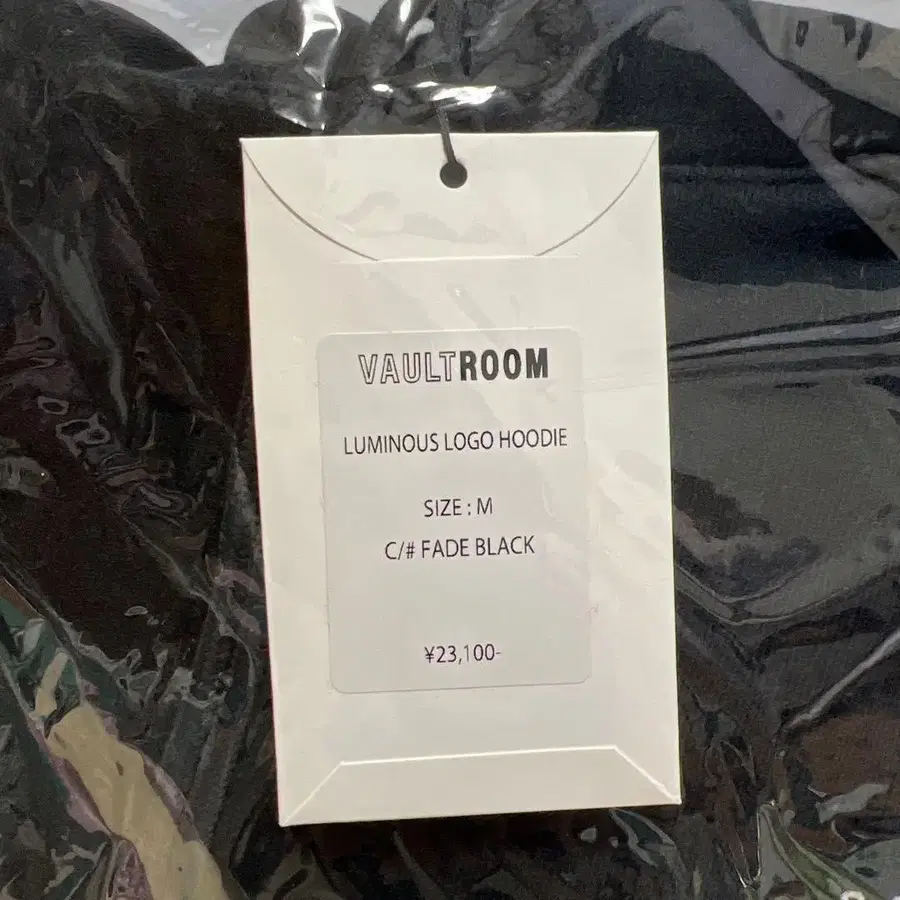 VAULTROOM
LUMINOUS LOGO HOODIE
SIZE : M
C/# FADE BLACK
¥23,100-